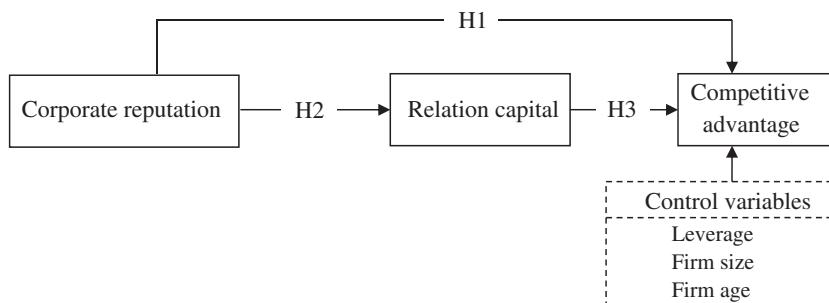 H1
Corporate reputation
H2
Relation capital
H3
Competitive
advantage
Control variables
Leverage
Firm size
Firm age